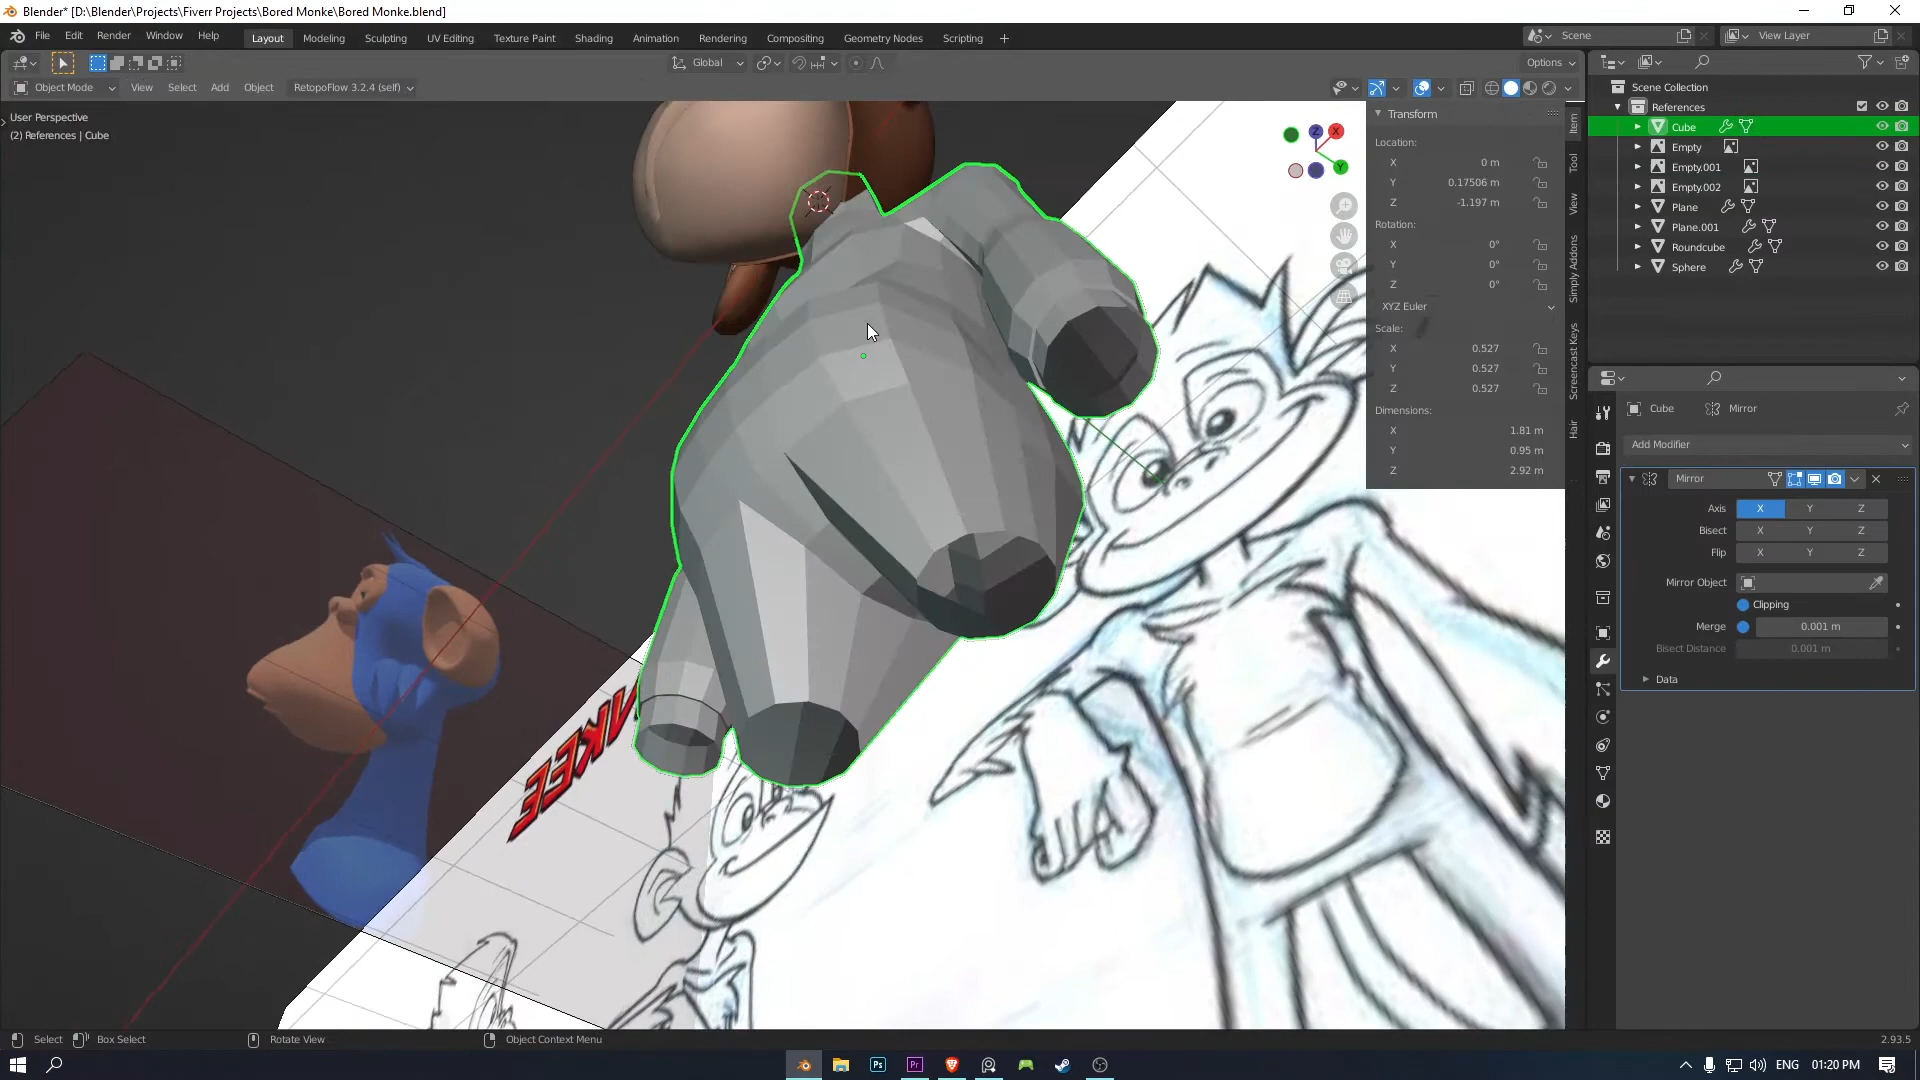 Blender* [D:\Blender\Projects\Fiverr Projects\Bored Monke\Bored Monke.blend]
File Edit Render Window Help
Layout Modeling Sculpting UV Editing Texture Paint Shading Animation Rendering Compositing Geometry Nodes Scripting
Scene
View Layer
Global
Options
Object Mode View Select Add Object RetopoFlow 3.2.4 (self)
User Perspective
(2) References | Cube
Transform
Location:
X 0 m
Y 0.17506 m
Z -1.197 m
Rotation:
X 0°
Y 0°
Z 0°
XYZ Euler
Scale:
X 0.527
Y 0.527
Z 0.527
Dimensions:
X 1.81 m
Y 0.95 m
Z 2.92 m
Item
Tool
View
Simply Addons
Screencast Keys
Hair
Z X
Y
Scene Collection
References
Cube
Empty
Empty.001
Empty.002
Plane
Plane.001
Roundcube
Sphere
Cube Mirror
Add Modifier
Mirror
Axis X Y Z
Bisect X Y Z
Flip X Y Z
Mirror Object
Clipping
Merge 0.001 m
Bisect Distance 0.001 m
Data
Select Box Select Rotate View Object Context Menu
2.93.5
Ps Pr
ENG 01:20 PM